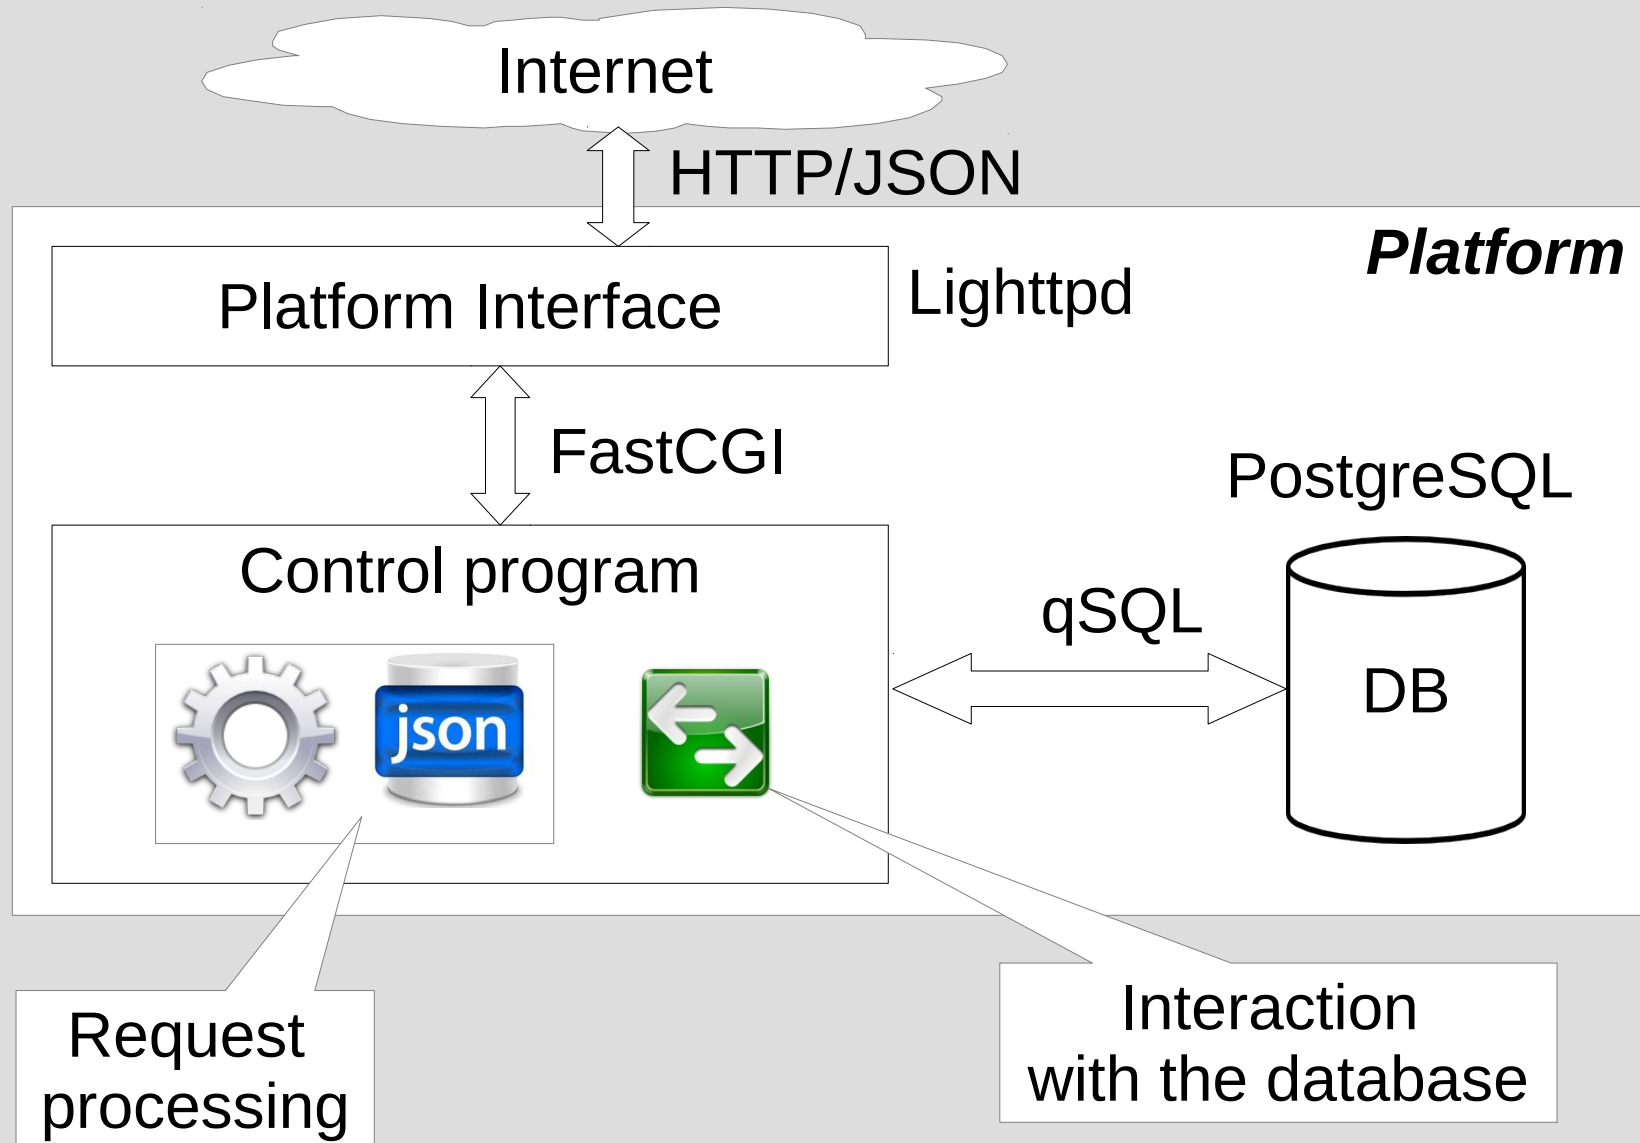 Internet
HTTP/JSON
Platform
Platform Interface
Lighttpd
FastCGI
PostgreSQL
Control program
qSQL
json
DB
Request
processing
Interaction
with the database